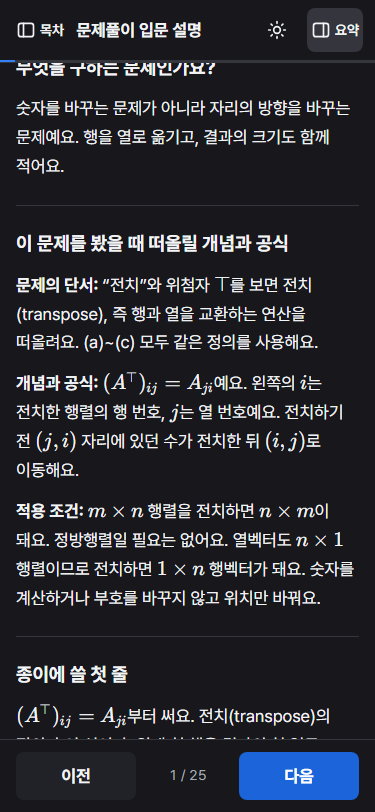 목차 문제풀이 입문 설명 요약
무엇을 구하는 문제인가요?
숫자를 바꾸는 문제가 아니라 자리의 방향을 바꾸는
문제예요. 행을 열로 옮기고, 결과의 크기도 함께
적어요.
이 문제를 봤을 때 떠올릴 개념과 공식
문제의 단서: “전치”와 위첨자 ⊤를 보면 전치
(transpose), 즉 행과 열을 교환하는 연산을
떠올려요. (a)~(c) 모두 같은 정의를 사용해요.
개념과 공식: (A⊤)ij = Aji예요. 왼쪽의 i는
전치한 행렬의 행 번호, j는 열 번호예요. 전치하기
전 (j, i) 자리에 있던 수가 전치한 뒤 (i, j)로
이동해요.
적용 조건: m × n 행렬을 전치하면 n × m이
돼요. 정방행렬일 필요는 없어요. 열벡터도 n × 1
행렬이므로 전치하면 1 × n 행벡터가 돼요. 숫자를
계산하거나 부호를 바꾸지 않고 위치만 바꿔요.
종이에 쓸 첫 줄
(A⊤)ij = Aji부터 써요. 전치(transpose)의
이전 1 / 25 다음